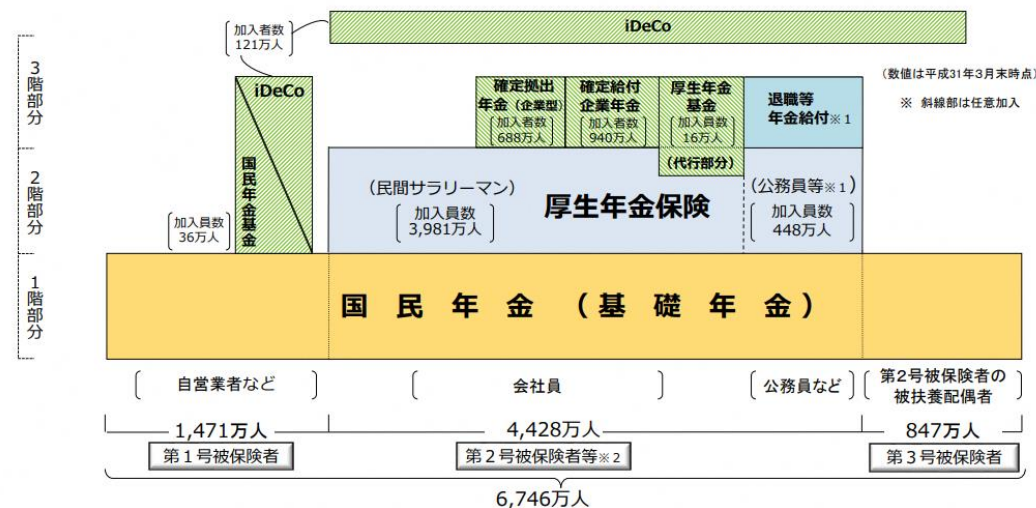 iDeCo
加入者数
121万人
(数値は平成31年3月末時点)
※ 斜線部は任意加入
3階部分
iDeCo
確定拠出
年金（企業型）
加入者数
688万人
確定給付
企業年金
加入者数
940万人
厚生年金
基金
加入員数
16万人
(代行部分)
退職等
年金給付※1
2階部分
国民年金基金
加入員数
36万人
（民間サラリーマン）
加入員数
3,981万人
厚生年金保険
（公務員等※1）
加入員数
448万人
1階部分
国民年金（基礎年金）
自営業者など
会社員
公務員など
第2号被保険者の
被扶養配偶者
1,471万人
4,428万人
847万人
第1号被保険者
第2号被保険者等※2
第3号被保険者
6,746万人